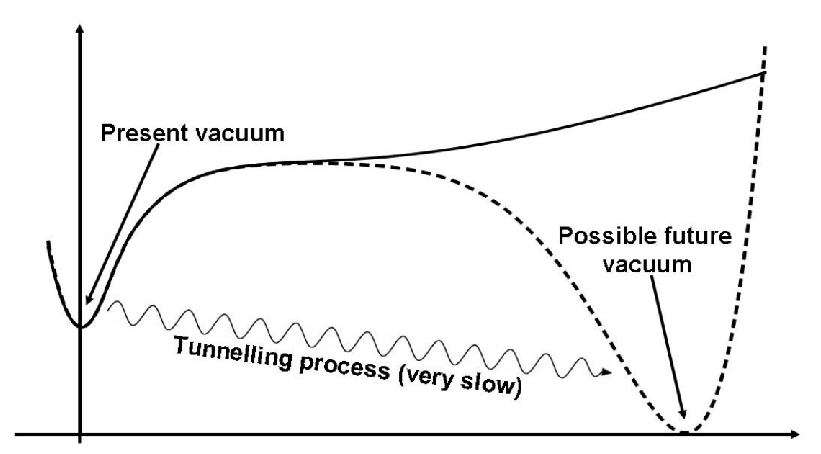 Present vacuum
Possible future
vacuum
Tunnelling process (very slow)